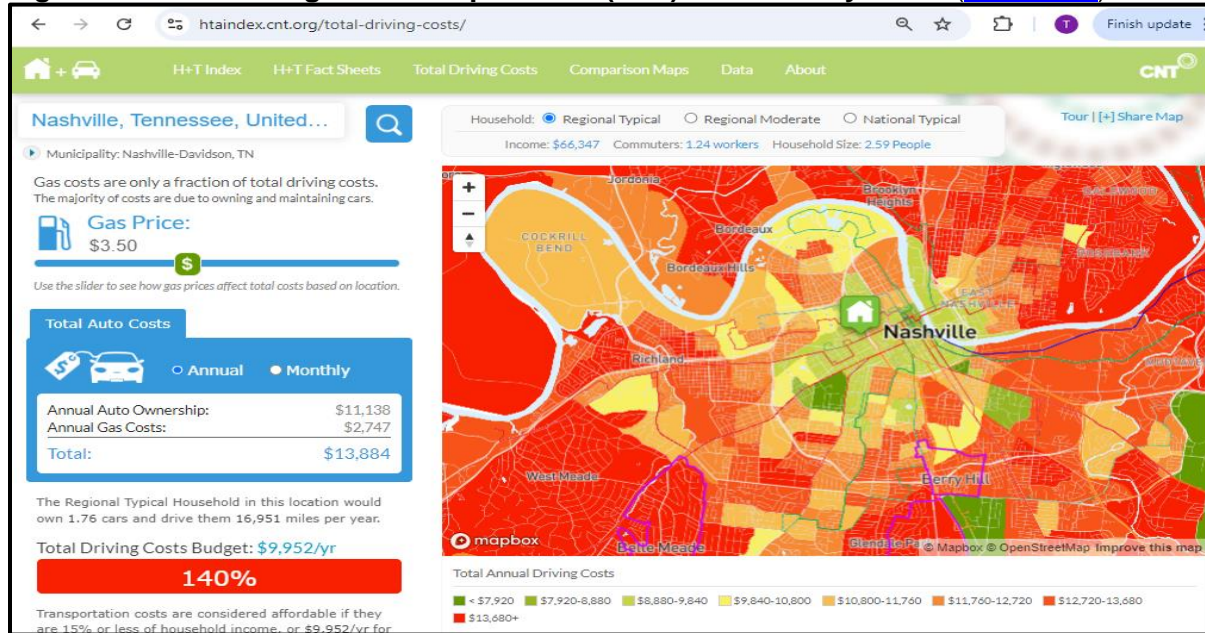 htaindex.cnt.org/total-driving-costs/
Finish update
T
H+T Index H+T Fact Sheets Total Driving Costs Comparison Maps Data About
CNT
Nashville, Tennessee, United...
Municipality: Nashville-Davidson, TN
Gas costs are only a fraction of total driving costs.
The majority of costs are due to owning and maintaining cars.
Gas Price:
$3.50
$
Use the slider to see how gas prices affect total costs based on location.
Total Auto Costs
Annual Monthly
Annual Auto Ownership: $11,138
Annual Gas Costs: $2,747
Total: $13,884
The Regional Typical Household in this location would
own 1.76 cars and drive them 16,951 miles per year.
Total Driving Costs Budget: $9,952/yr
140%
Transportation costs are considered affordable if they
are 15% or less of household income, or $9,952/yr for
Household: Regional Typical Regional Moderate National Typical
Income: $66,347 Commuters: 1.24 workers Household Size: 2.59 People
Tour | [+] Share Map
Jordonia
Brooklyn
Heights
Bordeaux
COCKRILL
BEND
Bordeaux Hills
EAST
NASHVILLE
Nashville
Richland
West Meade
Berry Hill
Belle Meade
mapbox
© Mapbox © OpenStreetMap Improve this map
Total Annual Driving Costs
< $7,920 $7,920-8,880 $8,880-9,840 $9,840-10,800 $10,800-11,760 $11,760-12,720 $12,720-13,680
$13,680+